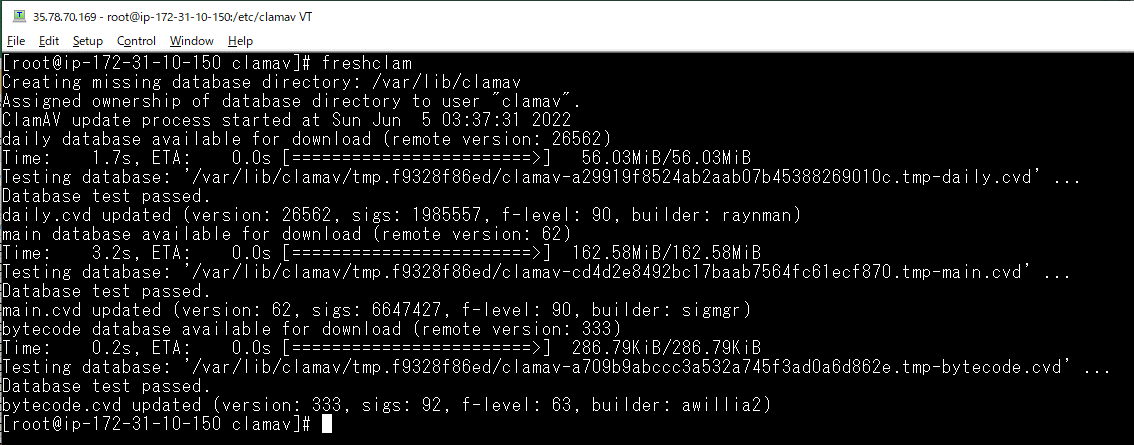 35.78.70.169 - root@ip-172-31-10-150:/etc/clamav VT
File Edit Setup Control Window Help
[root@ip-172-31-10-150 clamav]# freshclam
Creating missing database directory: /var/lib/clamav
Assigned ownership of database directory to user "clamav".
ClamAV update process started at Sun Jun  5 03:37:31 2022
daily database available for download (remote version: 26562)
Time:    1.7s, ETA:    0.0s [========================>]   56.03MiB/56.03MiB
Testing database: '/var/lib/clamav/tmp.f9328f86ed/clamav-a29919f8524ab2aab07b45388269010c.tmp-daily.cvd' ...
Database test passed.
daily.cvd updated (version: 26562, sigs: 1985557, f-level: 90, builder: raynman)
main database available for download (remote version: 62)
Time:    3.2s, ETA:    0.0s [========================>]  162.58MiB/162.58MiB
Testing database: '/var/lib/clamav/tmp.f9328f86ed/clamav-cd4d2e8492bc17baab7564fc61ecf870.tmp-main.cvd' ...
Database test passed.
main.cvd updated (version: 62, sigs: 6647427, f-level: 90, builder: sigmgr)
bytecode database available for download (remote version: 333)
Time:    0.2s, ETA:    0.0s [========================>]  286.79KiB/286.79KiB
Testing database: '/var/lib/clamav/tmp.f9328f86ed/clamav-a709b9abccc3a532a745f3ad0a6d862e.tmp-bytecode.cvd' ...
Database test passed.
bytecode.cvd updated (version: 333, sigs: 92, f-level: 63, builder: awillia2)
[root@ip-172-31-10-150 clamav]#